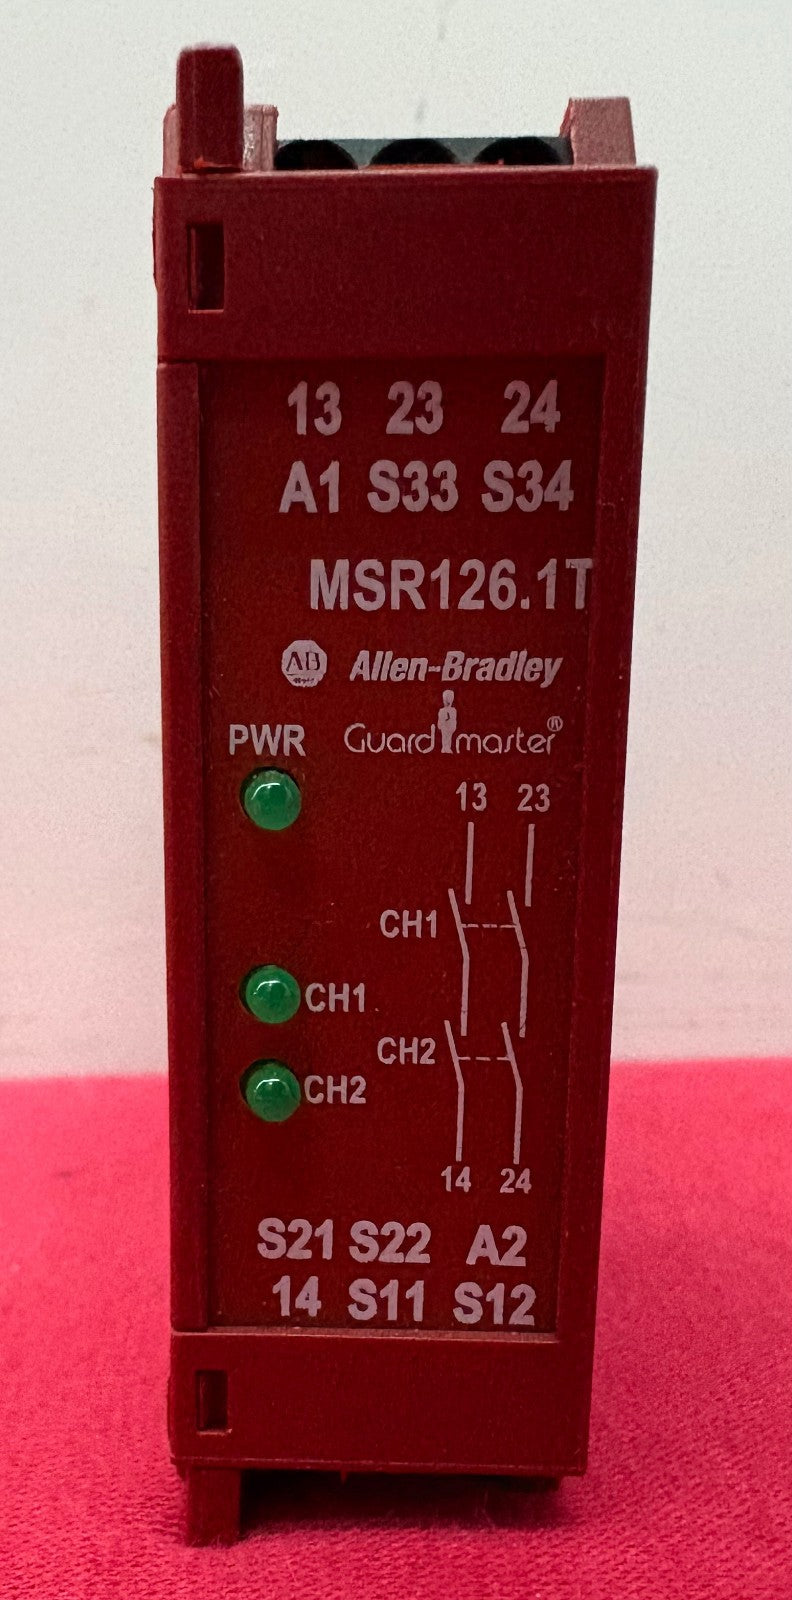 13 23 24
A1 S33 S34
MSR126.1T
AB Allen-Bradley
PWR Guardmaster®
13 23
CH1
CH1
CH2
CH2
14 24
S21 S22 A2
14 S11 S12